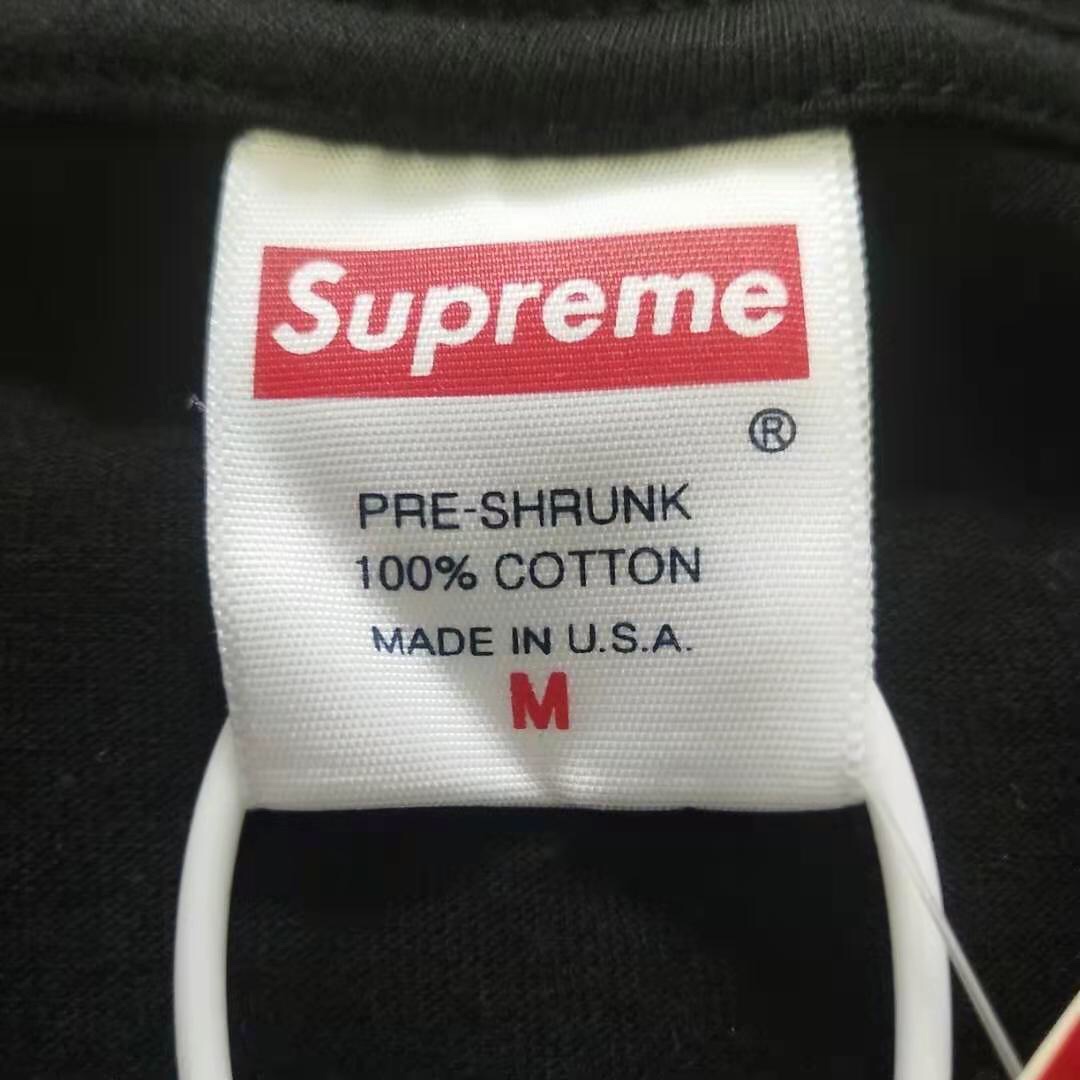 Supreme
®
PRE-SHRUNK
100% COTTON
MADE IN U.S.A.
M